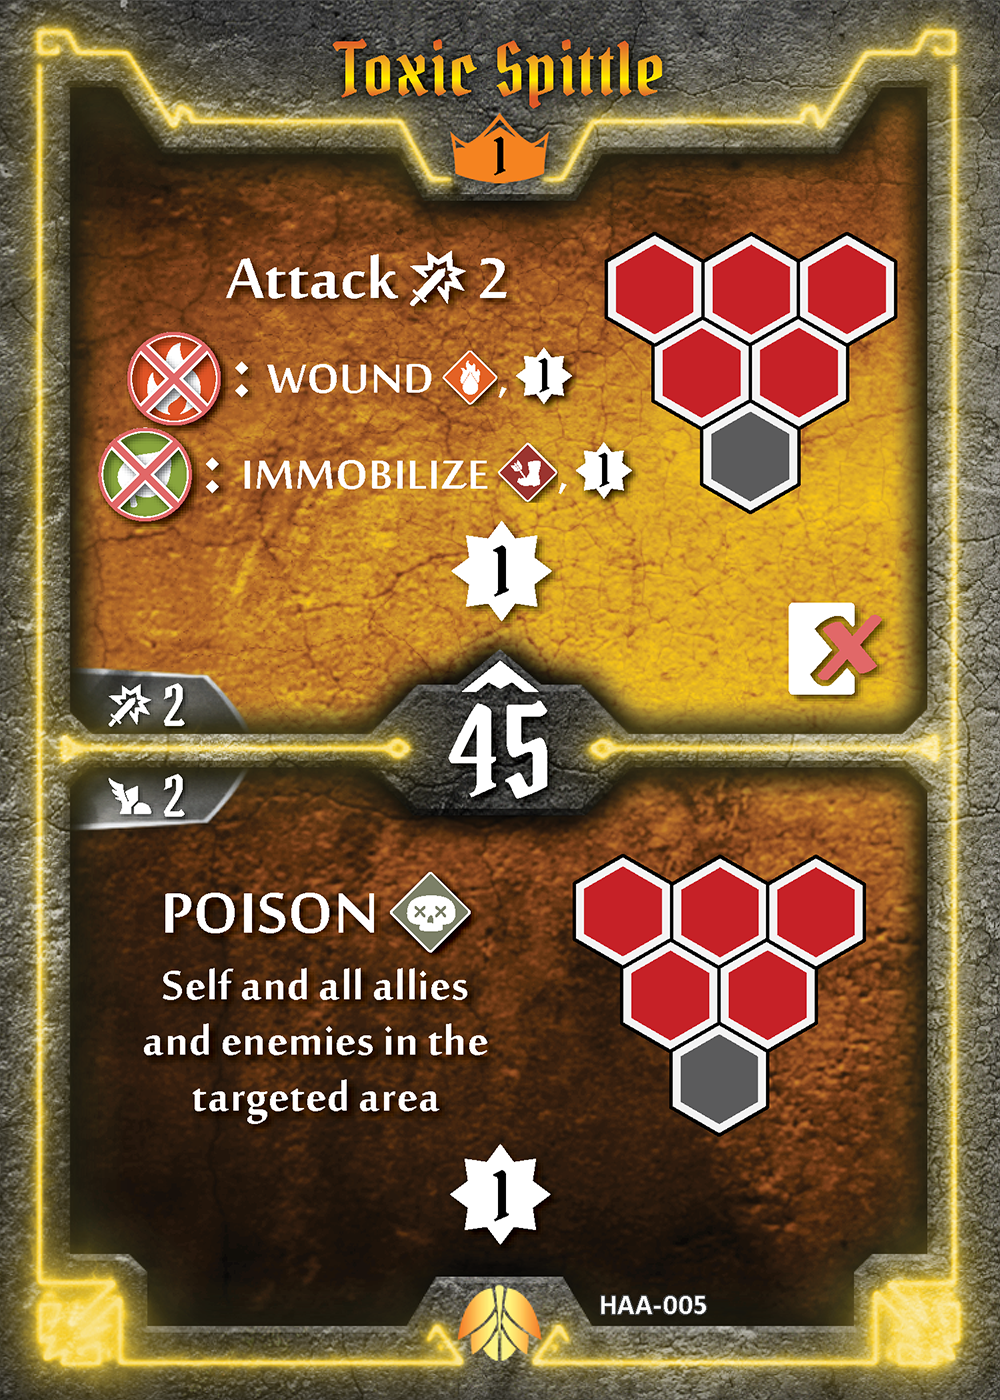 Toxic Spittle
1
Attack 2
: WOUND , 1
: IMMOBILIZE , 1
1
2
45
2
POISON
Self and all allies
and enemies in the
targeted area
1
HAA-005